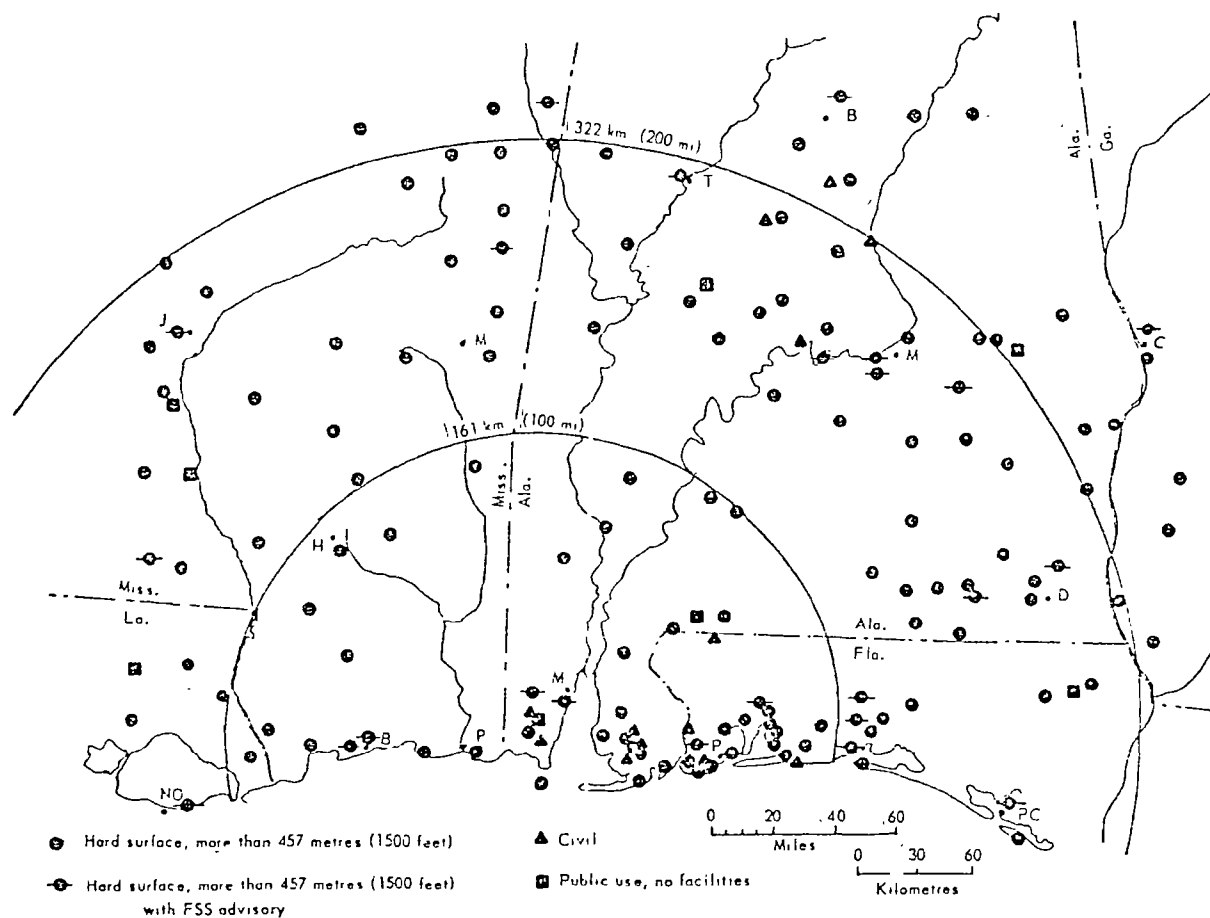 B
Ala.
Ga.
322 km (200 mi)
T
J
M
M
C
161 km (100 mi)
Miss.
Ala.
H
Miss.
La.
D
Ala.
Fla.
M
B
P
P
NO
PC
0 20 40 60
Miles
0 20 40 60
Kilometres
Hard surface, more than 457 metres (1500 feet)
Civil
Hard surface, more than 457 metres (1500 feet)
with FSS advisory
Public use, no facilities